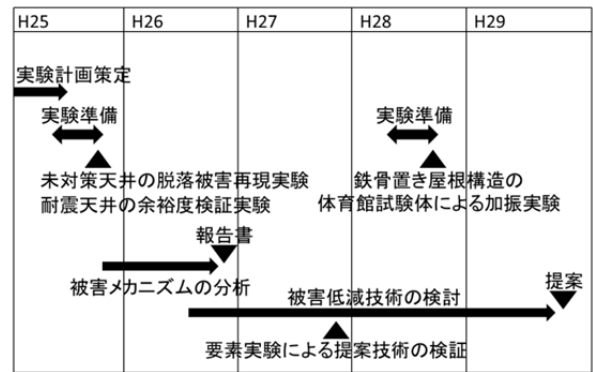 H25 H26 H27 H28 H29
実験計画策定
実験準備 実験準備
未対策天井の脱落被害再現実験
耐震天井の余裕度検証実験
鉄骨置き屋根構造の
体育館試験体による加振実験
報告書
被害メカニズムの分析
提案
被害低減技術の検討
要素実験による提案技術の検証